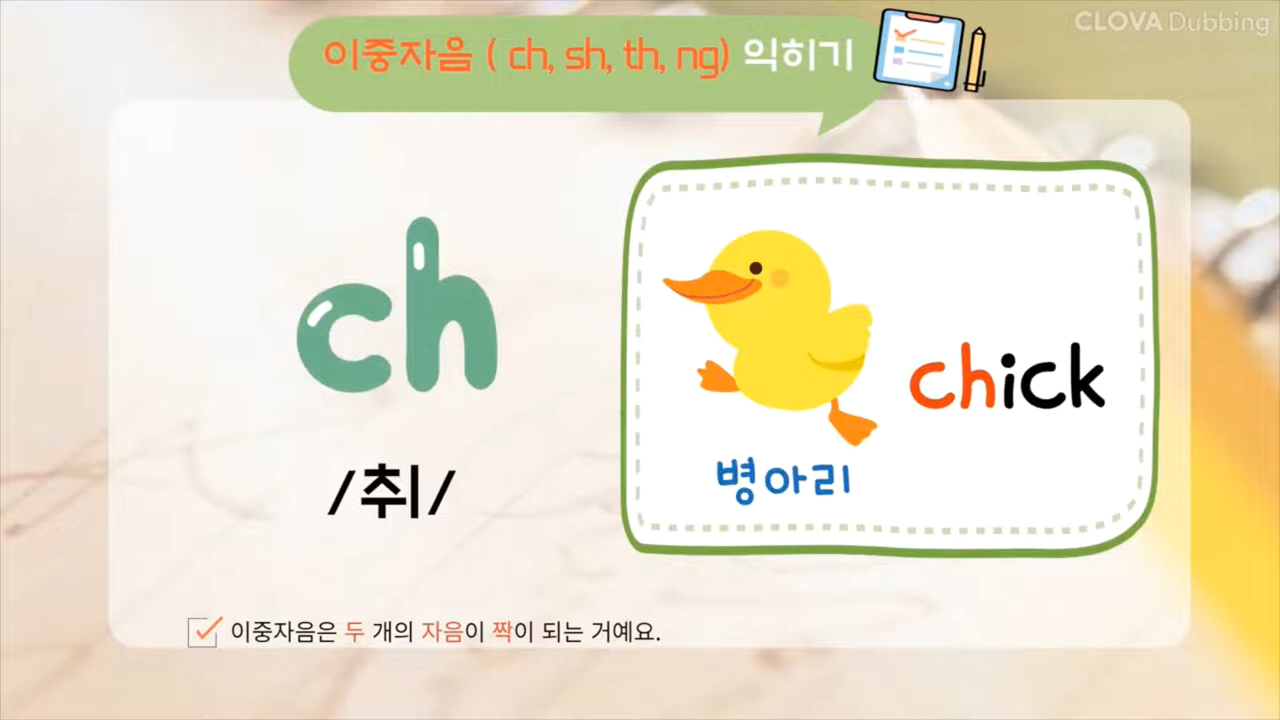 CLOVA Dubbing
이중자음 ( ch, sh, th, ng) 익히기
ch
/취/
chick
병아리
이중자음은 두 개의 자음이 짝이 되는 거예요.